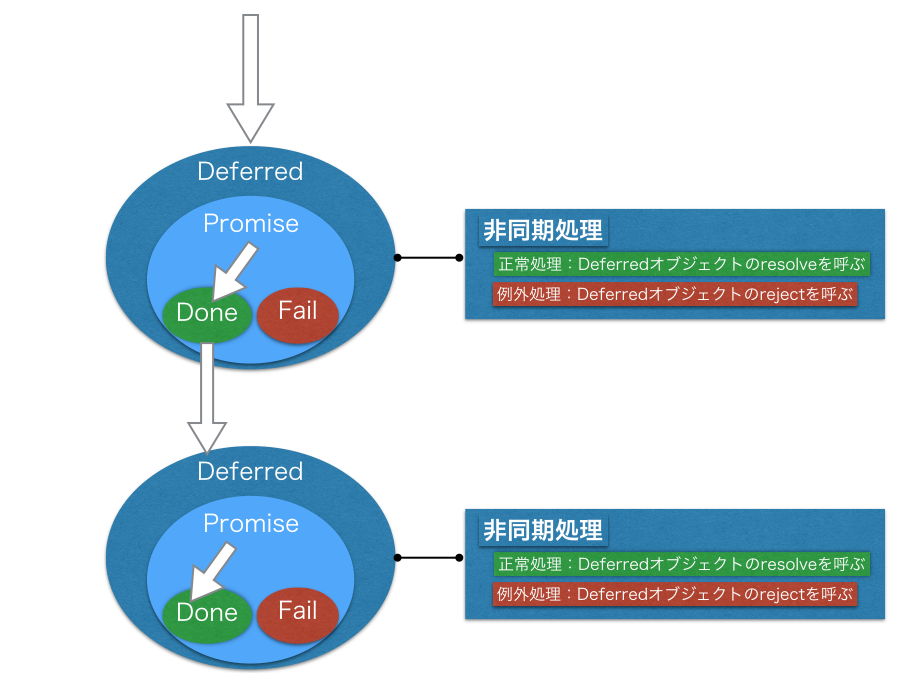 Deferred
Promise
Done
Fail
非同期処理
正常処理：Deferredオブジェクトのresolveを呼ぶ
例外処理：Deferredオブジェクトのrejectを呼ぶ
Deferred
Promise
Done
Fail
非同期処理
正常処理：Deferredオブジェクトのresolveを呼ぶ
例外処理：Deferredオブジェクトのrejectを呼ぶ